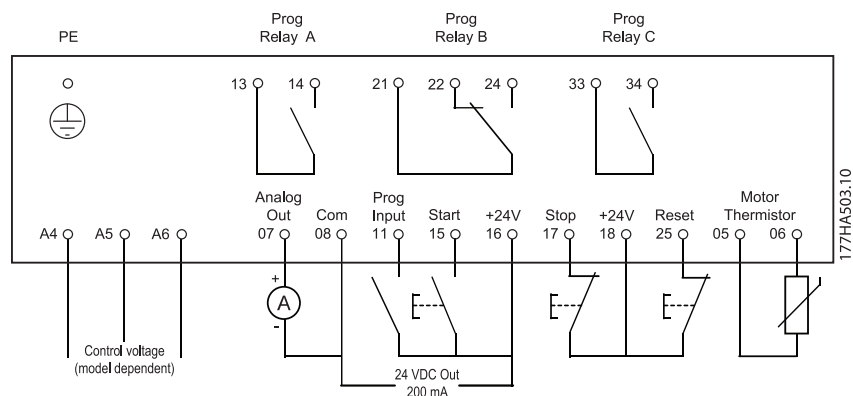 PE
Prog
Relay A
Prog
Relay B
Prog
Relay C
13 14 21 22 24 33 34
Analog
Out
07
Com
08
Prog
Input
11
Start
15
+24V
16
Stop
17
+24V
18
Reset
25
Motor
Thermistor
05 06
A4 A5 A6
+
A
-
Control voltage
(model dependent)
24 VDC Out
200 mA
177HA503.10